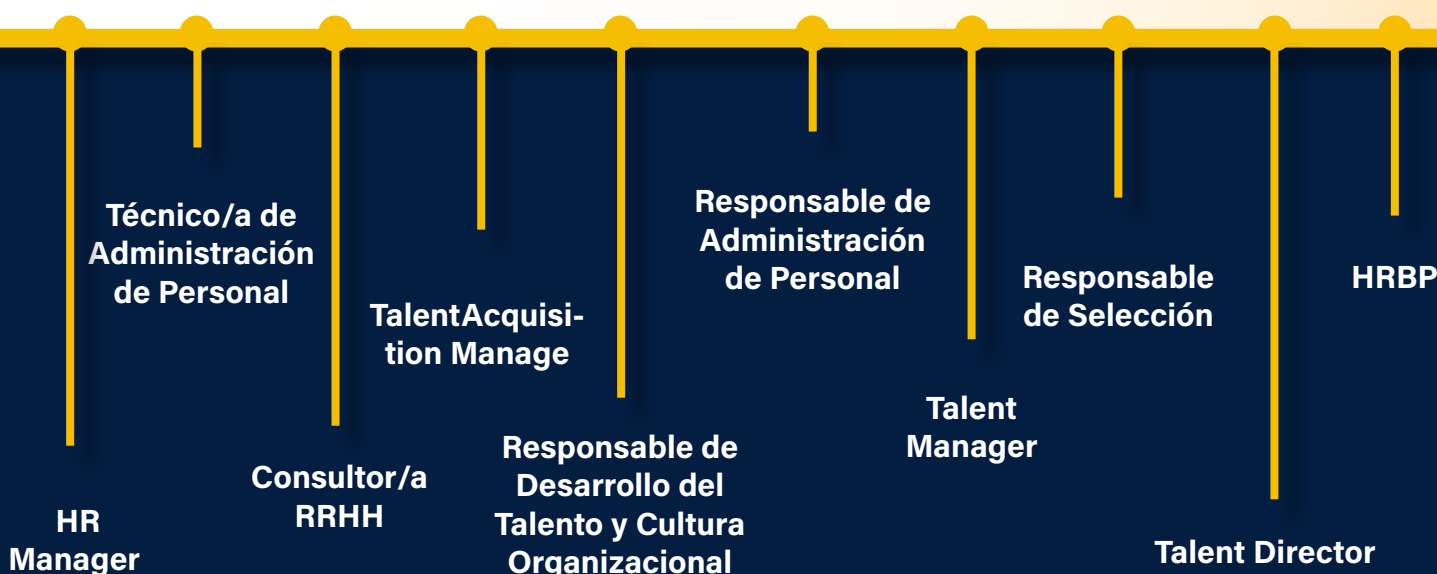 HR
Manager
Técnico/a de
Administración
de Personal
Consultor/a
RRHH
TalentAcquisi-
tion Manage
Responsable de
Desarrollo del
Talento y Cultura
Organizacional
Responsable de
Administración
de Personal
Talent
Manager
Responsable
de Selección
Talent Director
HRBP